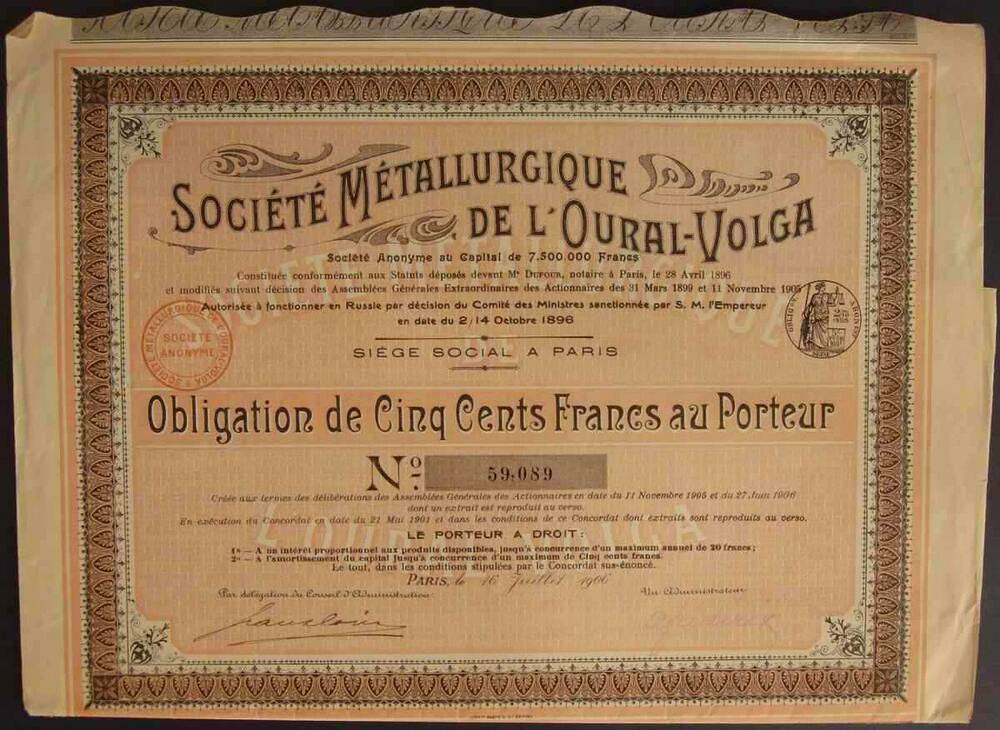 SOCIÉTÉ MÉTALLURGIQUE
DE L'OURAL-VOLGA
Société Anonyme au Capital de 7.500.000 Francs
Constituée conformément aux Statuts déposés devant Me DUFOUR, notaire à Paris, le 28 Avril 1896
et modifiés suivant décision des Assemblées Générales Extraordinaires des Actionnaires des 31 Mars 1899 et 11 Novembre 1905
Autorisée à fonctionner en Russie par décision du Comité des Ministres sanctionnée par S. M. l'Empereur
en date du 2/14 Octobre 1896
SOCIÉTÉ MÉTALLURGIQUE DE L'OURAL-VOLGA
SOCIÉTÉ
ANONYME
SIÈGE SOCIAL A PARIS
Obligation de Cinq Cents Francs au Porteur
No 59,089
Créée aux termes des délibérations des Assemblées Générales des Actionnaires en date du 11 Novembre 1905 et du 27 Juin 1906
dont un extrait est reproduit au verso.
En exécution du Concordat en date du 21 Mai 1901 et dans les conditions de ce Concordat dont extraits sont reproduits au verso.
LE PORTEUR A DROIT:
1º — A un intérêt proportionnel aux produits disponibles, jusqu'à concurrence d'un maximum annuel de 20 francs;
2º — A l'amortissement du capital jusqu'à concurrence d'un maximum de Cinq cents francs.
Le tout, dans les conditions stipulées par le Concordat sus-énoncé.
PARIS, le 16 Juillet 1906
Par délégation du Conseil d'Administration
Un Administrateur